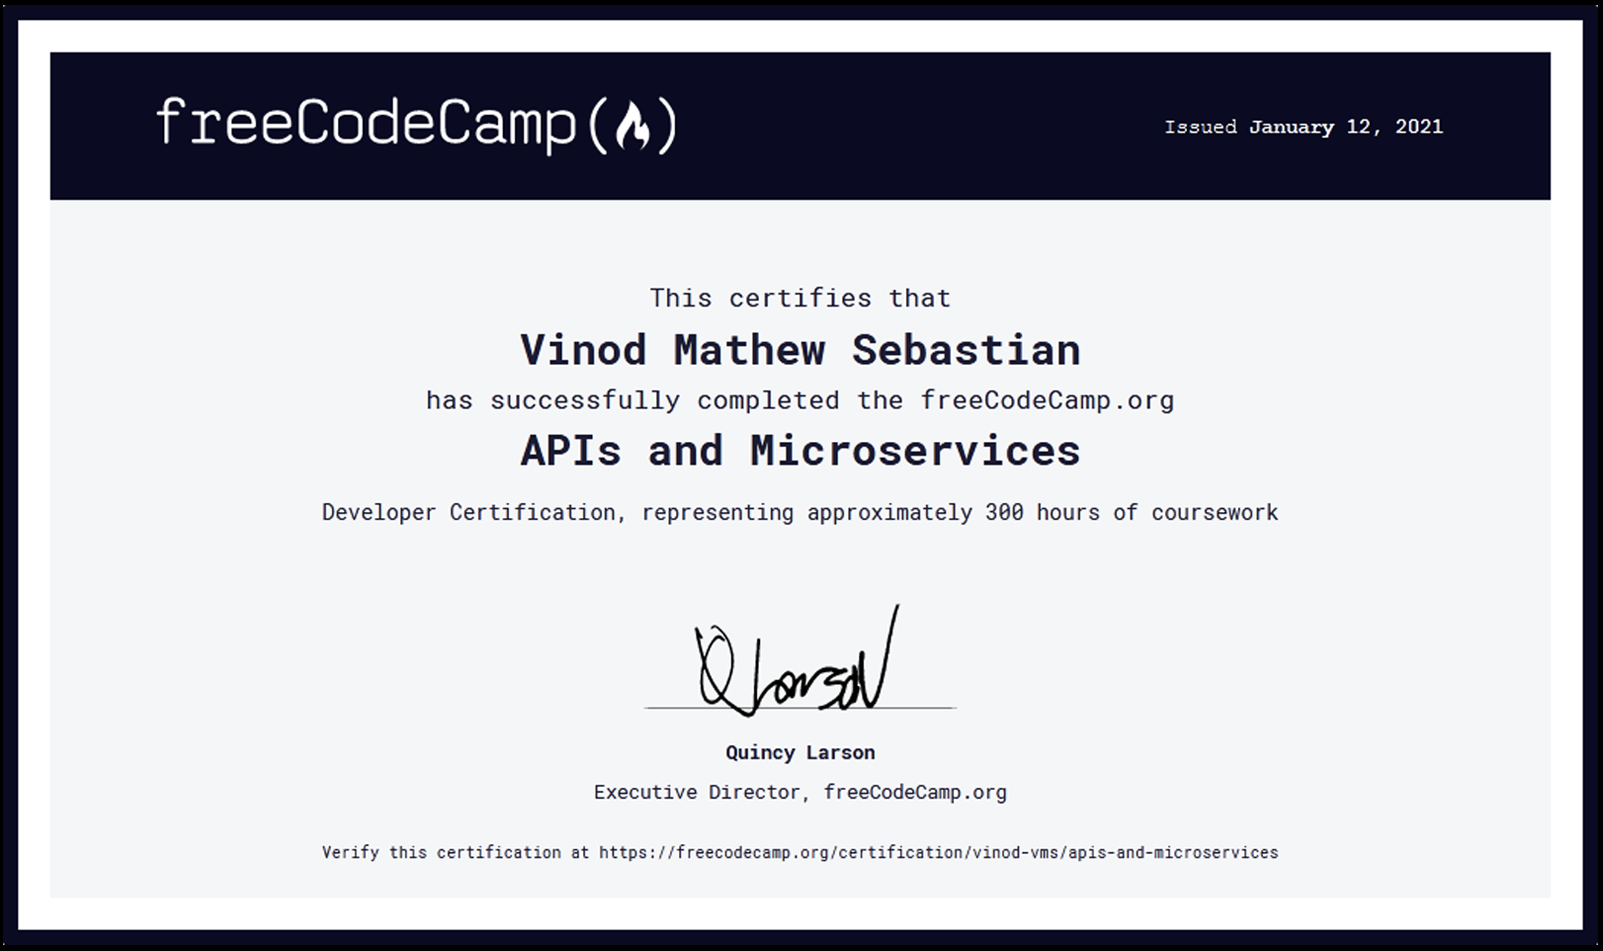 freeCodeCamp(🔥)
Issued January 12, 2021
This certifies that
Vinod Mathew Sebastian
has successfully completed the freeCodeCamp.org
APIs and Microservices
Developer Certification, representing approximately 300 hours of coursework
Q Larson
Quincy Larson
Executive Director, freeCodeCamp.org
Verify this certification at https://freecodecamp.org/certification/vinod-vms/apis-and-microservices